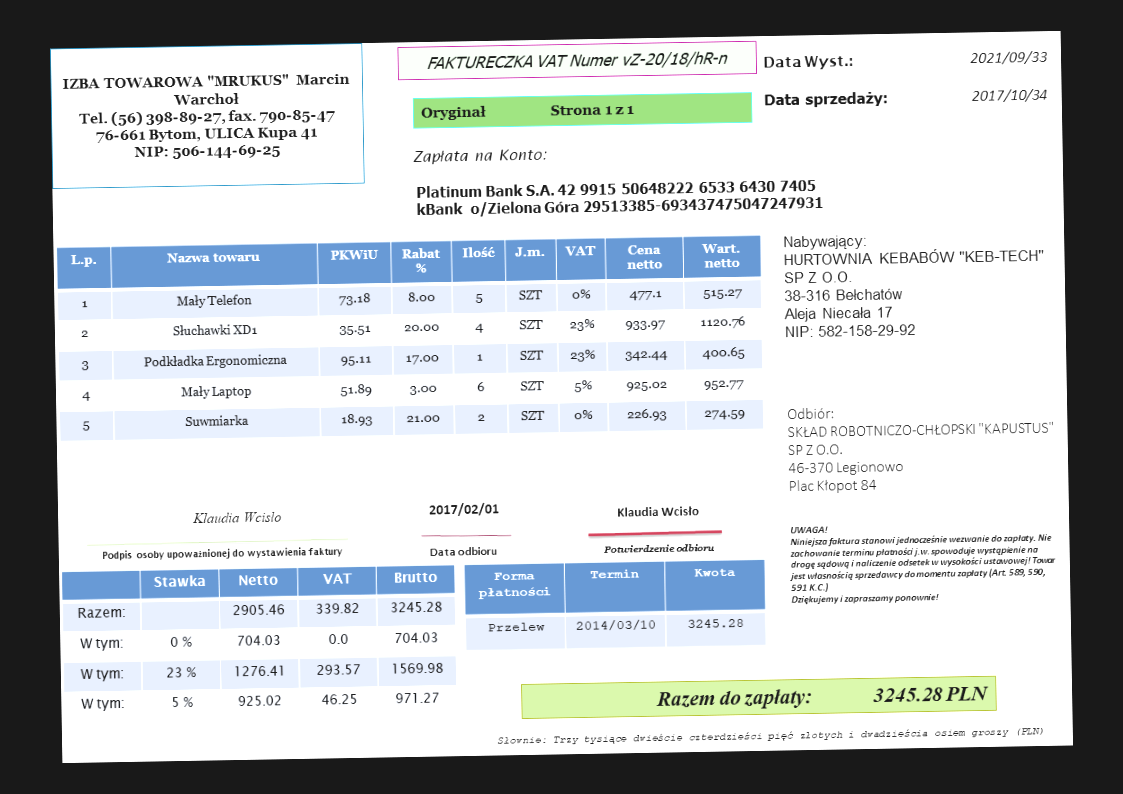 IZBA TOWAROWA "MRUKUS" Marcin
Warchoł
Tel. (56) 398-89-27, fax. 790-85-47
76-661 Bytom, ULICA Kupa 41
NIP: 506-144-69-25
FAKTURECZKA VAT Numer vZ-20/18/hR-n
Oryginał Strona 1 z 1
Data Wyst.: 2021/09/33
Data sprzedaży: 2017/10/34
Zapłata na Konto:
Platinum Bank S.A. 42 9915 50648222 6533 6430 7405
kBank o/Zielona Góra 29513385-693437475047247931
L.p. Nazwa towaru PKWiU Rabat % Ilość J.m. VAT Cena netto Wart. netto
1 Mały Telefon 73.18 8.00 5 SZT 0% 477.1 515.27
2 Słuchawki XD1 35.51 20.00 4 SZT 23% 933.97 1120.76
3 Podkładka Ergonomiczna 95.11 17.00 1 SZT 23% 342.44 400.65
4 Mały Laptop 51.89 3.00 6 SZT 5% 925.02 952.77
5 Suwmiarka 18.93 21.00 2 SZT 0% 226.93 274.59
Nabywający:
HURTOWNIA KEBABÓW "KEB-TECH"
SP Z O.O.
38-316 Bełchatów
Aleja Niecała 17
NIP: 582-158-29-92
Odbiór:
SKŁAD ROBOTNICZO-CHŁOPSKI "KAPUSTUS"
SP Z O.O.
46-370 Legionowo
Plac Kłopot 84
Klaudia Wcisło
Podpis osoby upoważnionej do wystawienia faktury
2017/02/01
Data odbioru
Klaudia Wcisło
Potwierdzenie odbioru
UWAGA!
Niniejsza faktura stanowi jednocześnie wezwanie do zapłaty. Nie
zachowanie terminu płatności j.w. spowoduje wystąpienie na
drogę sądową i naliczenie odsetek w wysokości ustawowej! Towar
jest własnością sprzedawcy do momentu zapłaty (Art. 589, 590,
591 K.C.)
Dziękujemy i zapraszamy ponownie!
Stawka Netto VAT Brutto
Razem: 2905.46 339.82 3245.28
W tym: 0 % 704.03 0.0 704.03
W tym: 23 % 1276.41 293.57 1569.98
W tym: 5 % 925.02 46.25 971.27
Forma płatności Termin Kwota
Przelew 2014/03/10 3245.28
Razem do zapłaty: 3245.28 PLN
Słownie: Trzy tysiące dwieście czterdzieści pięć złotych i dwadzieścia osiem groszy (PLN)